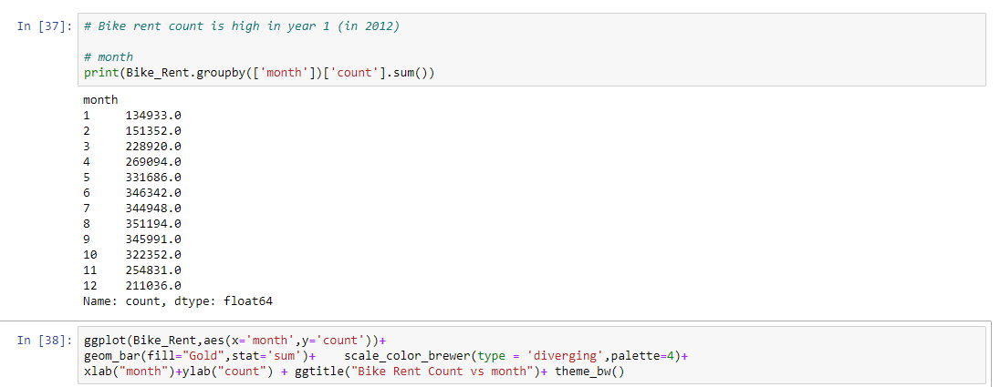 In [37]: # Bike rent count is high in year 1 (in 2012)
# month
print(Bike_Rent.groupby(['month'])['count'].sum())
month
1 134933.0
2 151352.0
3 228920.0
4 269094.0
5 331686.0
6 346342.0
7 344948.0
8 351194.0
9 345991.0
10 322352.0
11 254831.0
12 211036.0
Name: count, dtype: float64
In [38]: ggplot(Bike_Rent,aes(x='month',y='count'))+
geom_bar(fill="Gold",stat='sum')+    scale_color_brewer(type = 'diverging',palette=4)+
xlab("month")+ylab("count") + ggtitle("Bike Rent Count vs month")+ theme_bw()